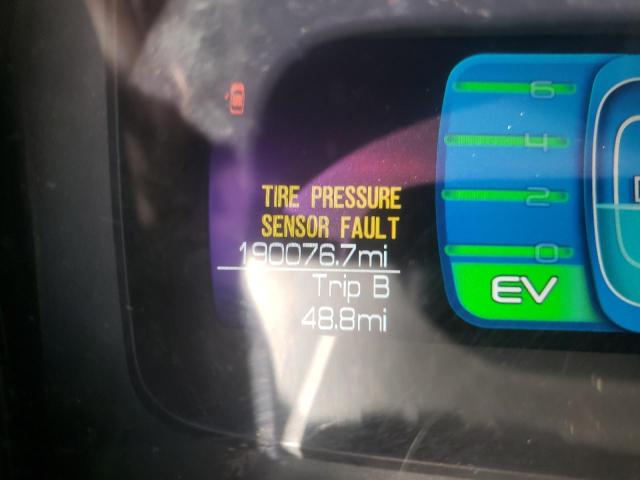 6
4
TIRE PRESSURE
2
SENSOR FAULT
190076.7mi
0
Trip B
EV
48.8mi